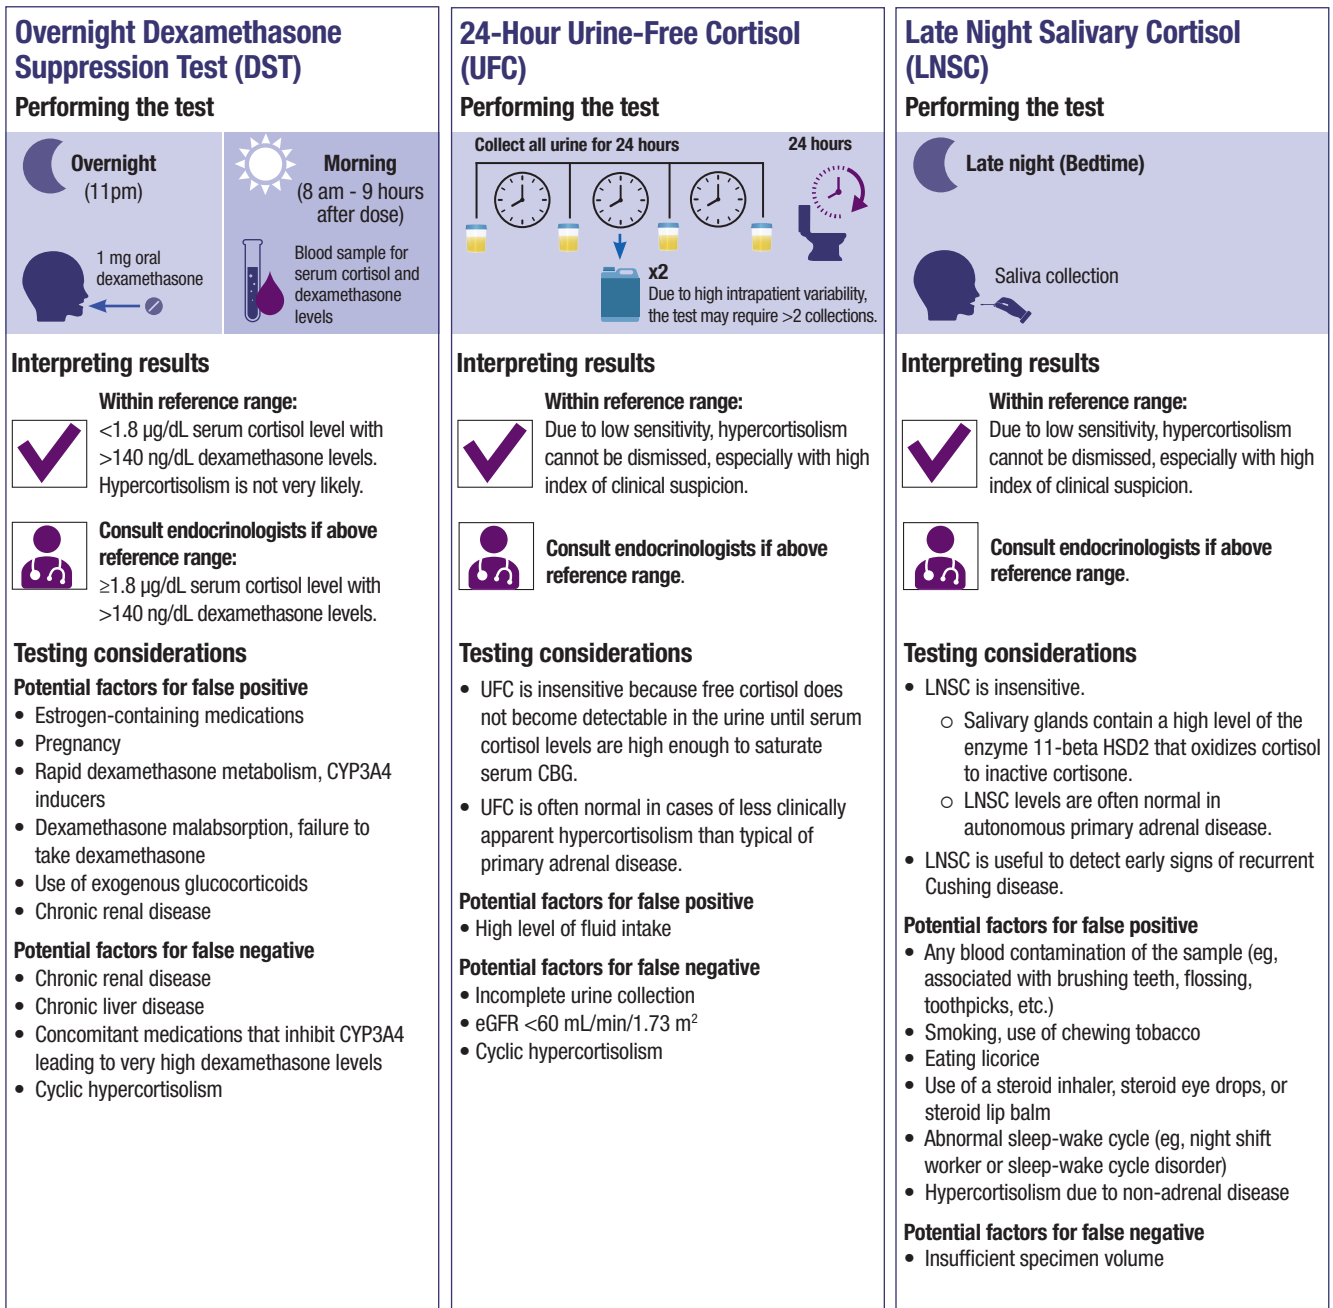 Overnight Dexamethasone
Suppression Test (DST)
Performing the test
Overnight
(11pm)
1 mg oral
dexamethasone
Morning
(8 am - 9 hours
after dose)
Blood sample for
serum cortisol and
dexamethasone
levels
Interpreting results
Within reference range:
<1.8 µg/dL serum cortisol level with
>140 ng/dL dexamethasone levels.
Hypercortisolism is not very likely.
Consult endocrinologists if above
reference range:
≥1.8 µg/dL serum cortisol level with
>140 ng/dL dexamethasone levels.
Testing considerations
Potential factors for false positive
• Estrogen-containing medications
• Pregnancy
• Rapid dexamethasone metabolism, CYP3A4
inducers
• Dexamethasone malabsorption, failure to
take dexamethasone
• Use of exogenous glucocorticoids
• Chronic renal disease
Potential factors for false negative
• Chronic renal disease
• Chronic liver disease
• Concomitant medications that inhibit CYP3A4
leading to very high dexamethasone levels
• Cyclic hypercortisolism
24-Hour Urine-Free Cortisol
(UFC)
Performing the test
Collect all urine for 24 hours
24 hours
x2
Due to high intrapatient variability,
the test may require >2 collections.
Interpreting results
Within reference range:
Due to low sensitivity, hypercortisolism
cannot be dismissed, especially with high
index of clinical suspicion.
Consult endocrinologists if above
reference range.
Testing considerations
• UFC is insensitive because free cortisol does
not become detectable in the urine until serum
cortisol levels are high enough to saturate
serum CBG.
• UFC is often normal in cases of less clinically
apparent hypercortisolism than typical of
primary adrenal disease.
Potential factors for false positive
• High level of fluid intake
Potential factors for false negative
• Incomplete urine collection
• eGFR <60 mL/min/1.73 m²
• Cyclic hypercortisolism
Late Night Salivary Cortisol
(LNSC)
Performing the test
Late night (Bedtime)
Saliva collection
Interpreting results
Within reference range:
Due to low sensitivity, hypercortisolism
cannot be dismissed, especially with high
index of clinical suspicion.
Consult endocrinologists if above
reference range.
Testing considerations
• LNSC is insensitive.
○ Salivary glands contain a high level of the
enzyme 11-beta HSD2 that oxidizes cortisol
to inactive cortisone.
○ LNSC levels are often normal in
autonomous primary adrenal disease.
• LNSC is useful to detect early signs of recurrent
Cushing disease.
Potential factors for false positive
• Any blood contamination of the sample (eg,
associated with brushing teeth, flossing,
toothpicks, etc.)
• Smoking, use of chewing tobacco
• Eating licorice
• Use of a steroid inhaler, steroid eye drops, or
steroid lip balm
• Abnormal sleep-wake cycle (eg, night shift
worker or sleep-wake cycle disorder)
• Hypercortisolism due to non-adrenal disease
Potential factors for false negative
• Insufficient specimen volume